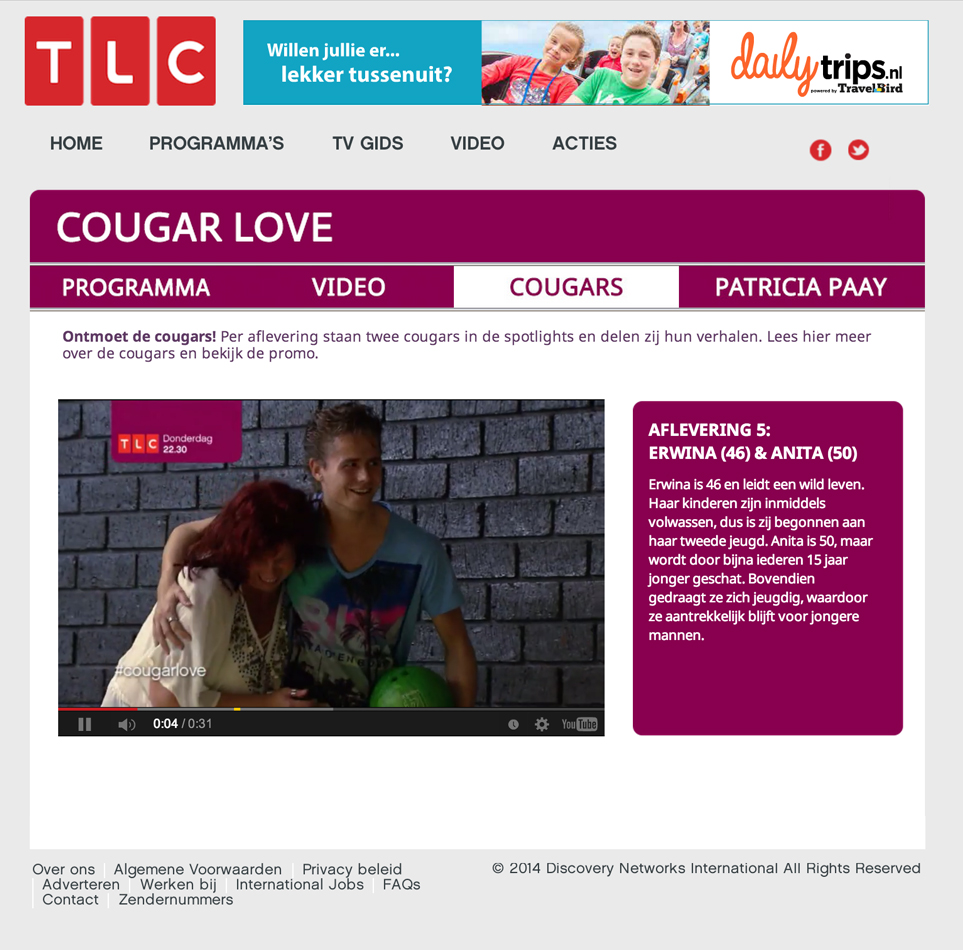 TLC
Willen jullie er...
lekker tussenuit?
dailytrips.nl
powered by TravelBird
HOME PROGRAMMA'S TV GIDS VIDEO ACTIES
COUGAR LOVE
PROGRAMMA VIDEO COUGARS PATRICIA PAAY
Ontmoet de cougars! Per aflevering staan twee cougars in de spotlights en delen zij hun verhalen. Lees hier meer
over de cougars en bekijk de promo.
TLC Donderdag
22.30
#cougarlove
0:04 / 0:31
YouTube
AFLEVERING 5:
ERWINA (46) & ANITA (50)
Erwina is 46 en leidt een wild leven.
Haar kinderen zijn inmiddels
volwassen, dus is zij begonnen aan
haar tweede jeugd. Anita is 50, maar
wordt door bijna iederen 15 jaar
jonger geschat. Bovendien
gedraagt ze zich jeugdig, waardoor
ze aantrekkelijk blijft voor jongere
mannen.
Over ons Algemene Voorwaarden Privacy beleid
Adverteren Werken bij International Jobs FAQs
Contact Zendernummers
© 2014 Discovery Networks International All Rights Reserved